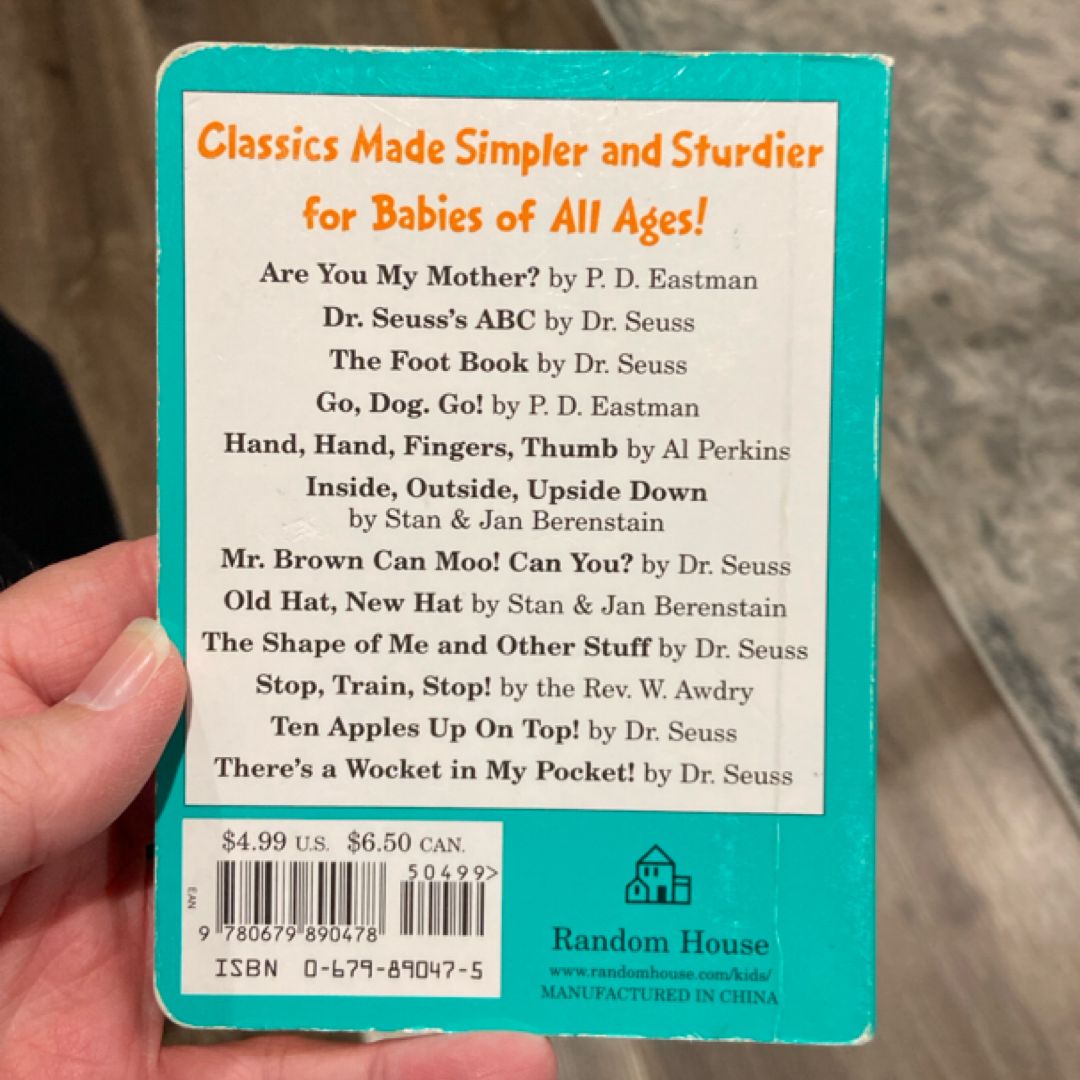 Classics Made Simpler and Sturdier
for Babies of All Ages!
Are You My Mother? by P. D. Eastman
Dr. Seuss's ABC by Dr. Seuss
The Foot Book by Dr. Seuss
Go, Dog. Go! by P. D. Eastman
Hand, Hand, Fingers, Thumb by Al Perkins
Inside, Outside, Upside Down
by Stan & Jan Berenstain
Mr. Brown Can Moo! Can You? by Dr. Seuss
Old Hat, New Hat by Stan & Jan Berenstain
The Shape of Me and Other Stuff by Dr. Seuss
Stop, Train, Stop! by the Rev. W. Awdry
Ten Apples Up On Top! by Dr. Seuss
There's a Wocket in My Pocket! by Dr. Seuss
$4.99 U.S. $6.50 CAN.
50499>
EAN
9 780679 890478
ISBN 0-679-89047-5
Random House
www.randomhouse.com/kids/
MANUFACTURED IN CHINA